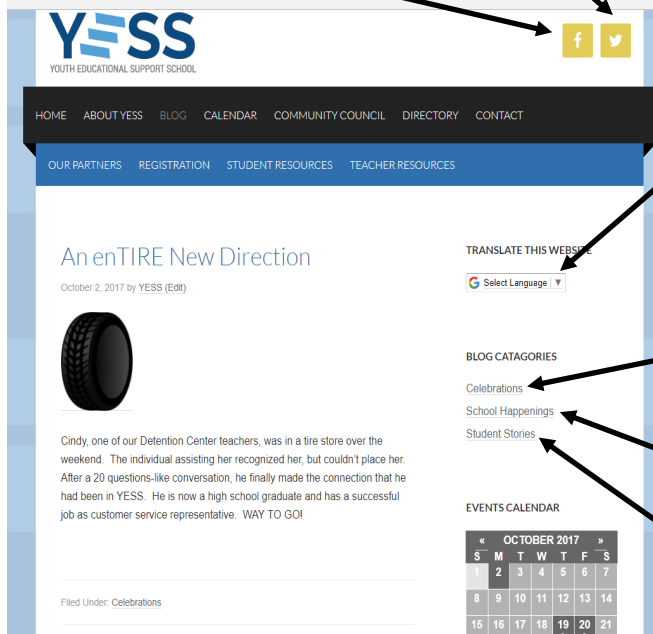 YESS
YOUTH EDUCATIONAL SUPPORT SCHOOL
HOME ABOUT YESS BLOG CALENDAR COMMUNITY COUNCIL DIRECTORY CONTACT
OUR PARTNERS REGISTRATION STUDENT RESOURCES TEACHER RESOURCES
An enTIRE New Direction
October 2, 2017 by YESS (Edit)
Cindy, one of our Detention Center teachers, was in a tire store over the
weekend. The individual assisting her recognized her, but couldn't place her.
After a 20 questions-like conversation, he finally made the connection that he
had been in YESS. He is now a high school graduate and has a successful
job as customer service representative. WAY TO GO!
Filed Under: Celebrations
TRANSLATE THIS WEBSITE
G Select Language ▼
BLOG CATAGORIES
Celebrations
School Happenings
Student Stories
EVENTS CALENDAR
« OCTOBER 2017 »
S M T W T F S
1 2 3 4 5 6 7
8 9 10 11 12 13 14
15 16 17 18 19 20 21